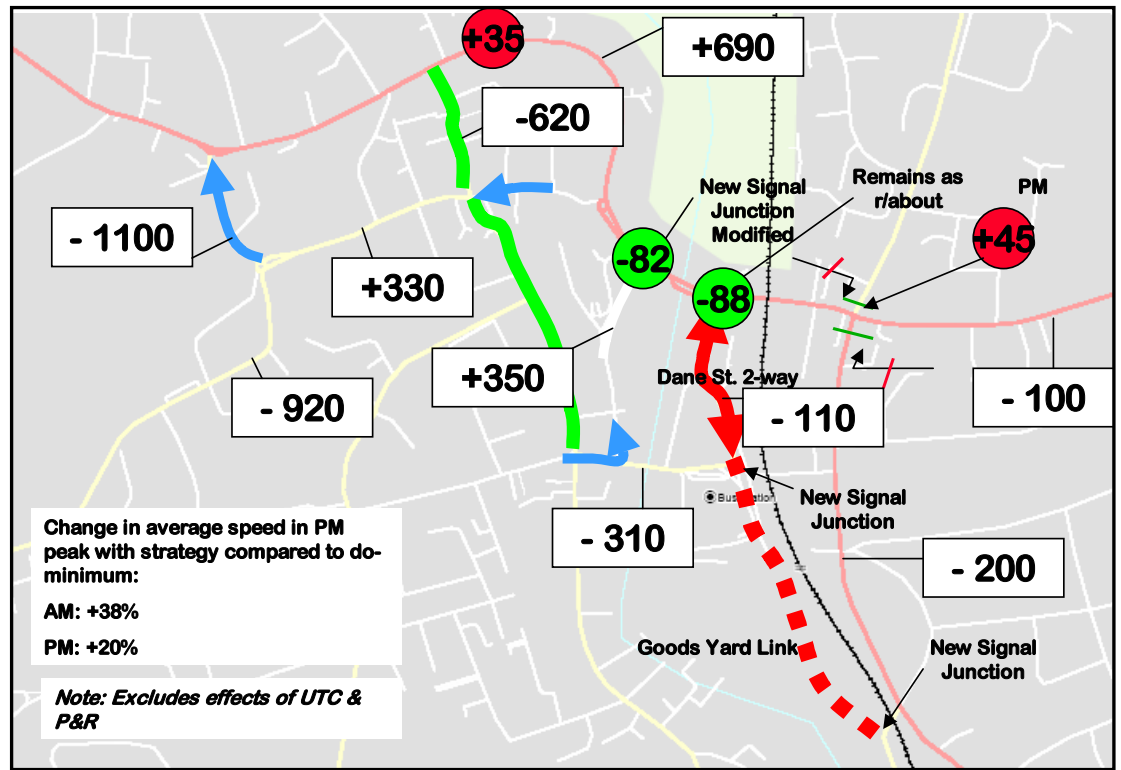 +35
+690
-620
New Signal
Junction
Modified
Remains as
r/about
PM
- 1100
-82
+45
+330
-88
+350
Dane St. 2-way
- 920
- 110
- 100
New Signal
Junction
- 310
- 200
Change in average speed in PM
peak with strategy compared to do-
minimum:
AM: +38%
PM: +20%
Goods Yard Link
New Signal
Junction
Note: Excludes effects of UTC &
P&R